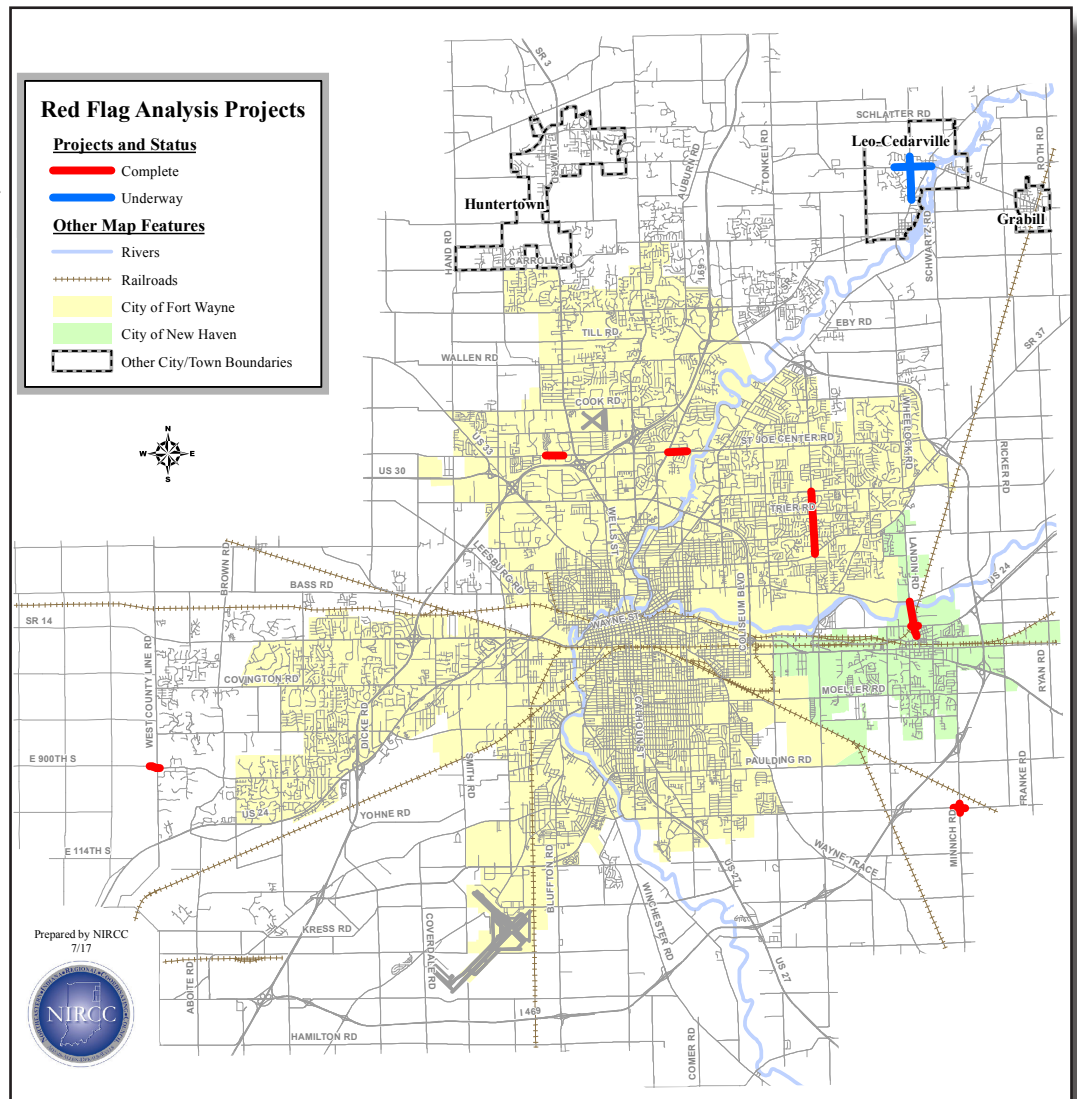 Red Flag Analysis Projects
Projects and Status
Complete
Underway
Other Map Features
Rivers
Railroads
City of Fort Wayne
City of New Haven
Other City/Town Boundaries
N
W
E
S
SR 3
LIMA RD
AUBURN RD
TONKEL RD
SCHLATTER RD
Leo-Cedarville
ROTH RD
Huntertown
Grabill
HAND RD
CARROLL RD
I 69
SCHWARTZ RD
TILL RD
EBY RD
SR 37
WALLEN RD
COOK RD
US 33
ST JOE CENTER RD
WHEELOCK RD
RICKER RD
US 30
WELLS ST
TRIER RD
LEESBURG RD
LANDIN RD
BROWN RD
BASS RD
US 24
COLISEUM BLVD
SR 14
WAYNE ST
WEST COUNTY LINE RD
COVINGTON RD
RYAN RD
MOELLER RD
CALHOUN ST
DICKE RD
E 900TH S
SMITH RD
PAULDING RD
FRANKE RD
US 24
YOHNE RD
MINNICH RD
E 114TH S
WAYNE TRACE
US 27
BLUFFTON RD
WINCHESTER RD
COVERDALE RD
KRESS RD
Prepared by NIRCC
7/17
ABOITE RD
US 27
I 469
NIRCC
HAMILTON RD
COMER RD